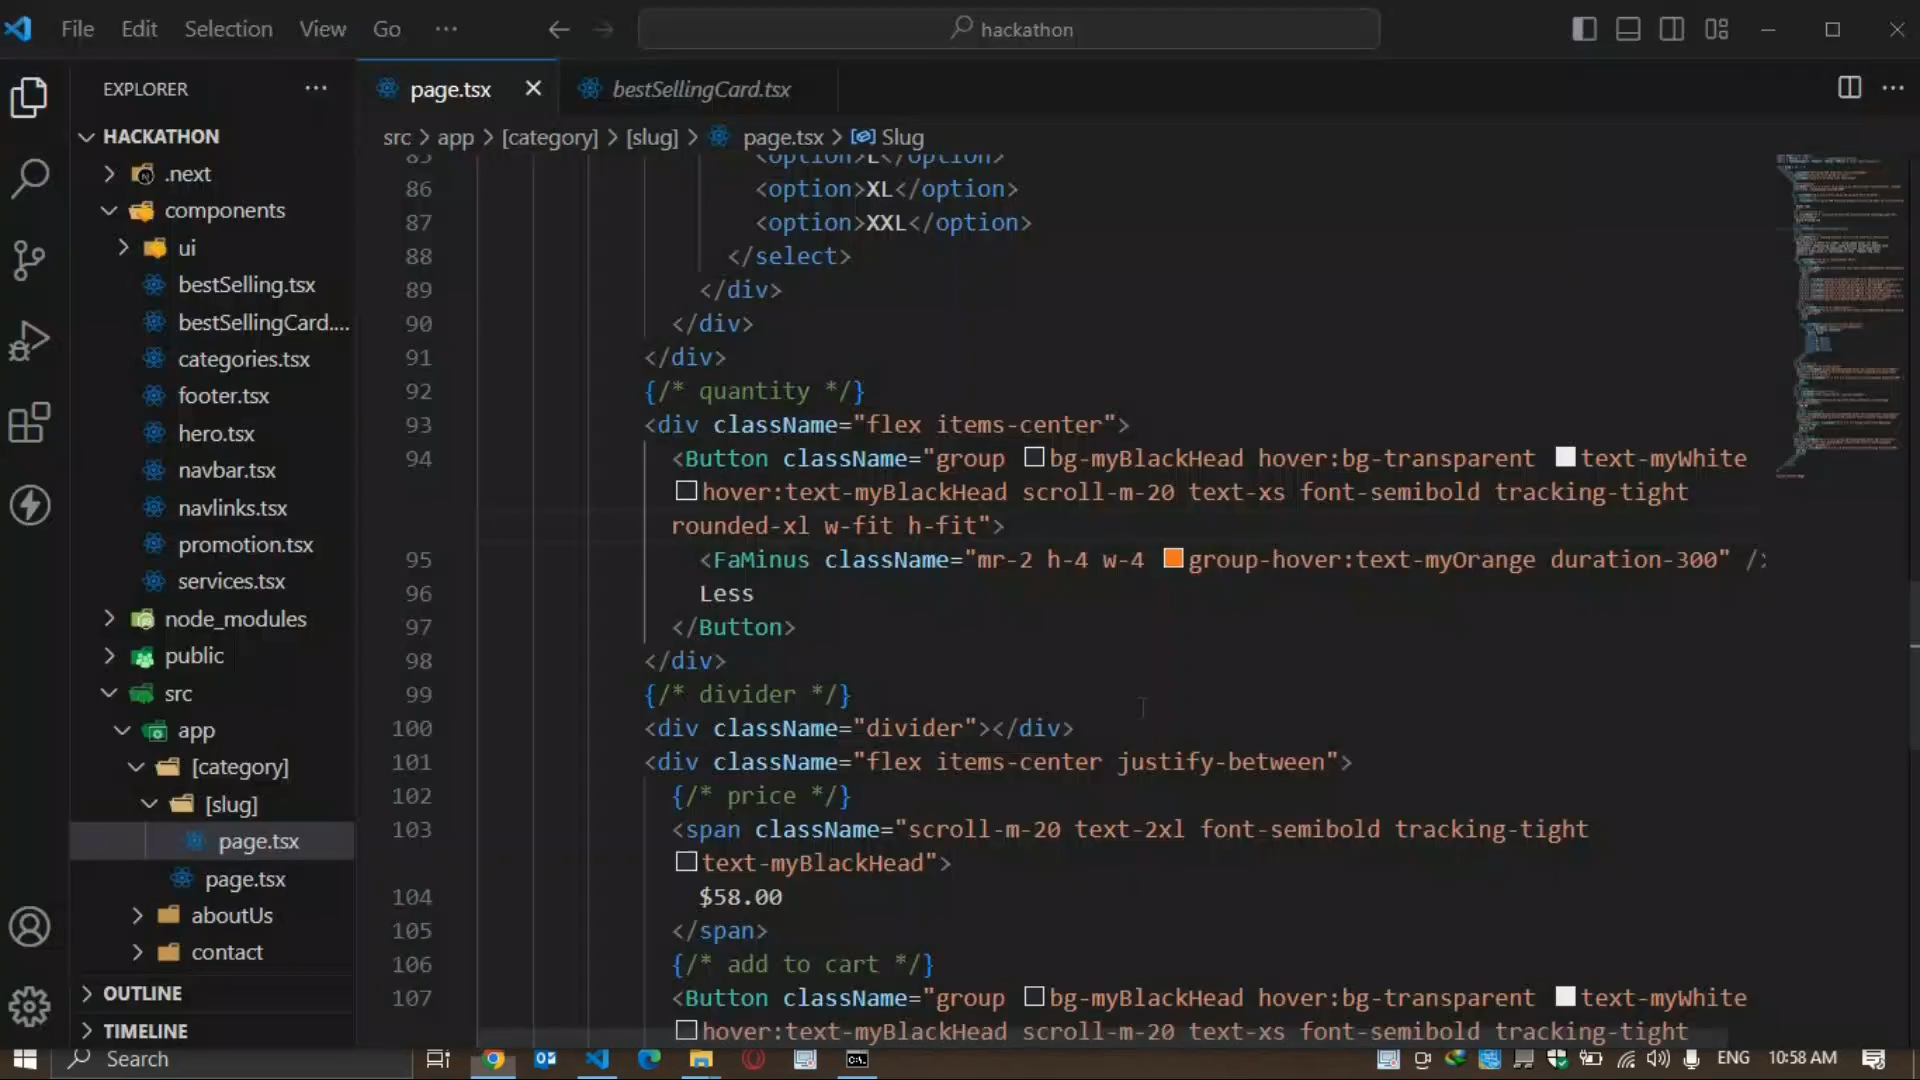 File Edit Selection View Go ··· hackathon
EXPLORER ···
page.tsx
bestSellingCard.tsx
HACKATHON
.next
components
ui
bestSelling.tsx
bestSellingCard....
categories.tsx
footer.tsx
hero.tsx
navbar.tsx
navlinks.tsx
promotion.tsx
services.tsx
node_modules
public
src
app
[category]
[slug]
page.tsx
page.tsx
aboutUs
contact
OUTLINE
TIMELINE
src > app > [category] > [slug] > page.tsx > Slug
85 <option>L</option>
86 <option>XL</option>
87 <option>XXL</option>
88 </select>
89 </div>
90 </div>
91 </div>
92 {/* quantity */}
93 <div className="flex items-center">
94 <Button className="group bg-myBlackHead hover:bg-transparent text-myWhite
hover:text-myBlackHead scroll-m-20 text-xs font-semibold tracking-tight
rounded-xl w-fit h-fit">
95 <FaMinus className="mr-2 h-4 w-4 group-hover:text-myOrange duration-300" />
96 Less
97 </Button>
98 </div>
99 {/* divider */}
100 <div className="divider"></div>
101 <div className="flex items-center justify-between">
102 {/* price */}
103 <span className="scroll-m-20 text-2xl font-semibold tracking-tight
text-myBlackHead">
104 $58.00
105 </span>
106 {/* add to cart */}
107 <Button className="group bg-myBlackHead hover:bg-transparent text-myWhite
hover:text-myBlackHead scroll-m-20 text-xs font-semibold tracking-tight
Search
ENG 10:58 AM